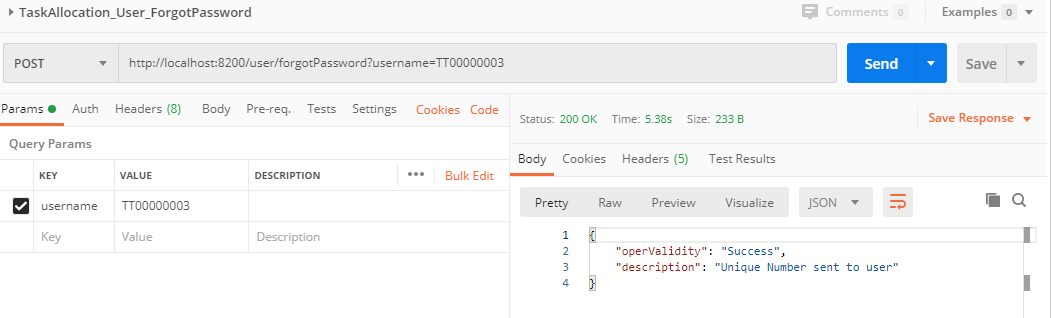 TaskAllocation_User_ForgotPassword
Comments 0 Examples 0
POST http://localhost:8200/user/forgotPassword?username=TT00000003 Send Save
Params Auth Headers (8) Body Pre-req. Tests Settings Cookies Code
Query Params
KEY VALUE DESCRIPTION ••• Bulk Edit
username TT00000003
Key Value Description
Status: 200 OK Time: 5.38s Size: 233 B Save Response
Body Cookies Headers (5) Test Results
Pretty Raw Preview Visualize JSON
1 {
2 "operValidity": "Success",
3 "description": "Unique Number sent to user"
4 }